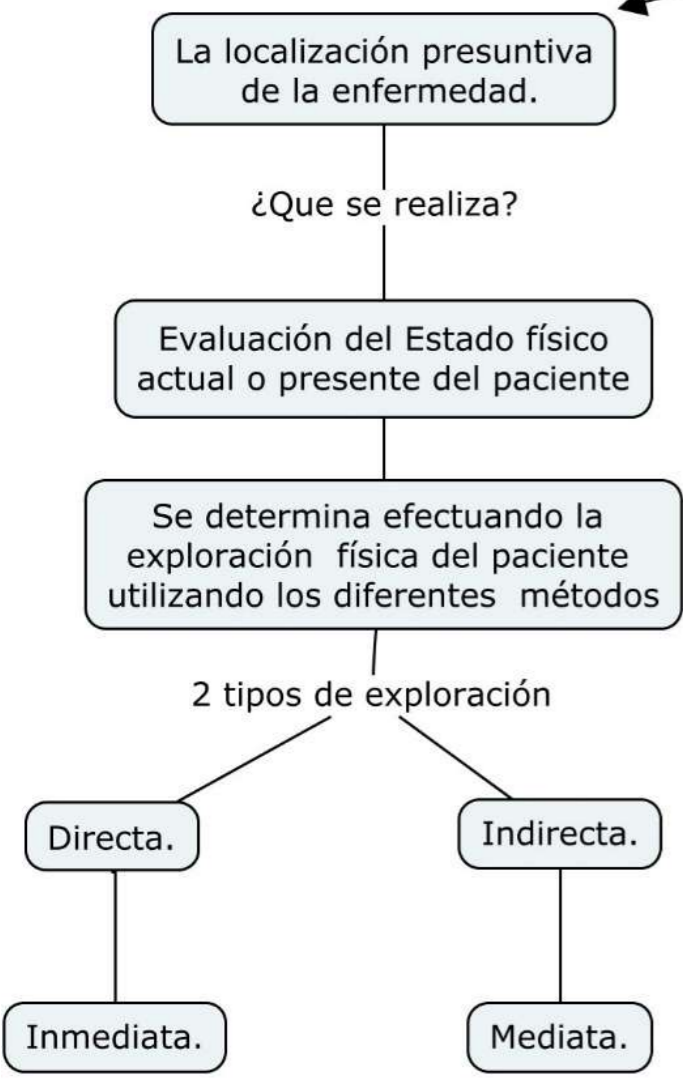 La localización presuntiva
de la enfermedad.
¿Que se realiza?
Evaluación del Estado físico
actual o presente del paciente
Se determina efectuando la
exploración física del paciente
utilizando los diferentes métodos
2 tipos de exploración
Directa.
Indirecta.
Inmediata.
Mediata.